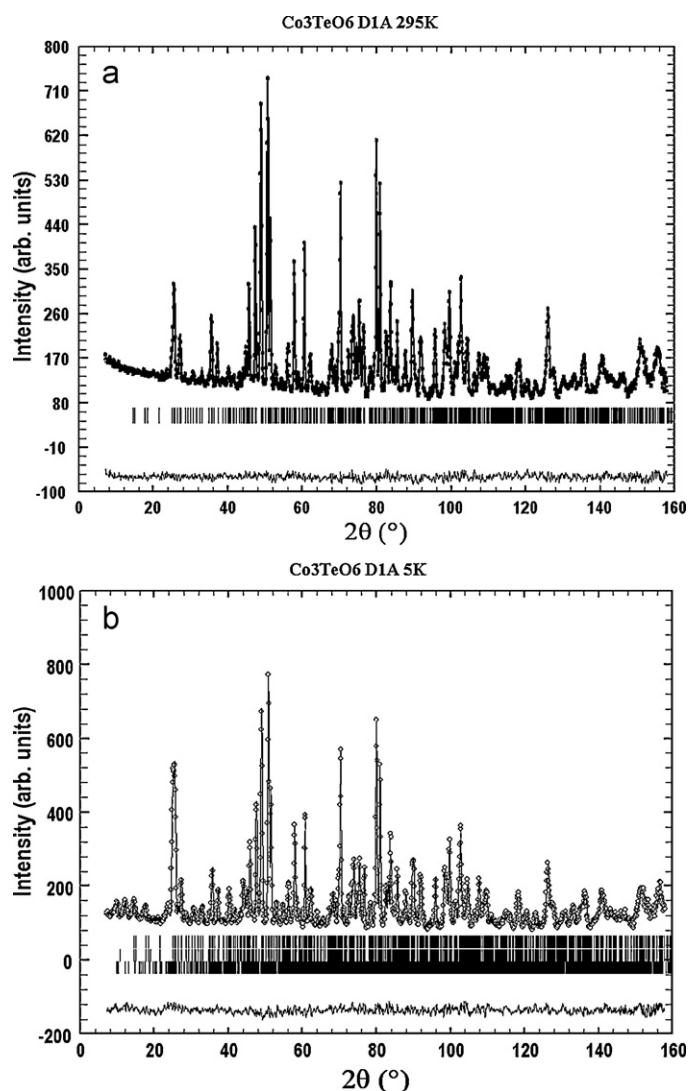 Co3TeO6 D1A 295K
a
800
710
620
530
440
350
260
170
80
-10
-100
Intensity (arb. units)
0 20 40 60 80 100 120 140 160
2θ (°)
Co3TeO6 D1A 5K
b
1000
800
600
400
200
0
-200
Intensity (arb. units)
0 20 40 60 80 100 120 140 160
2θ (°)